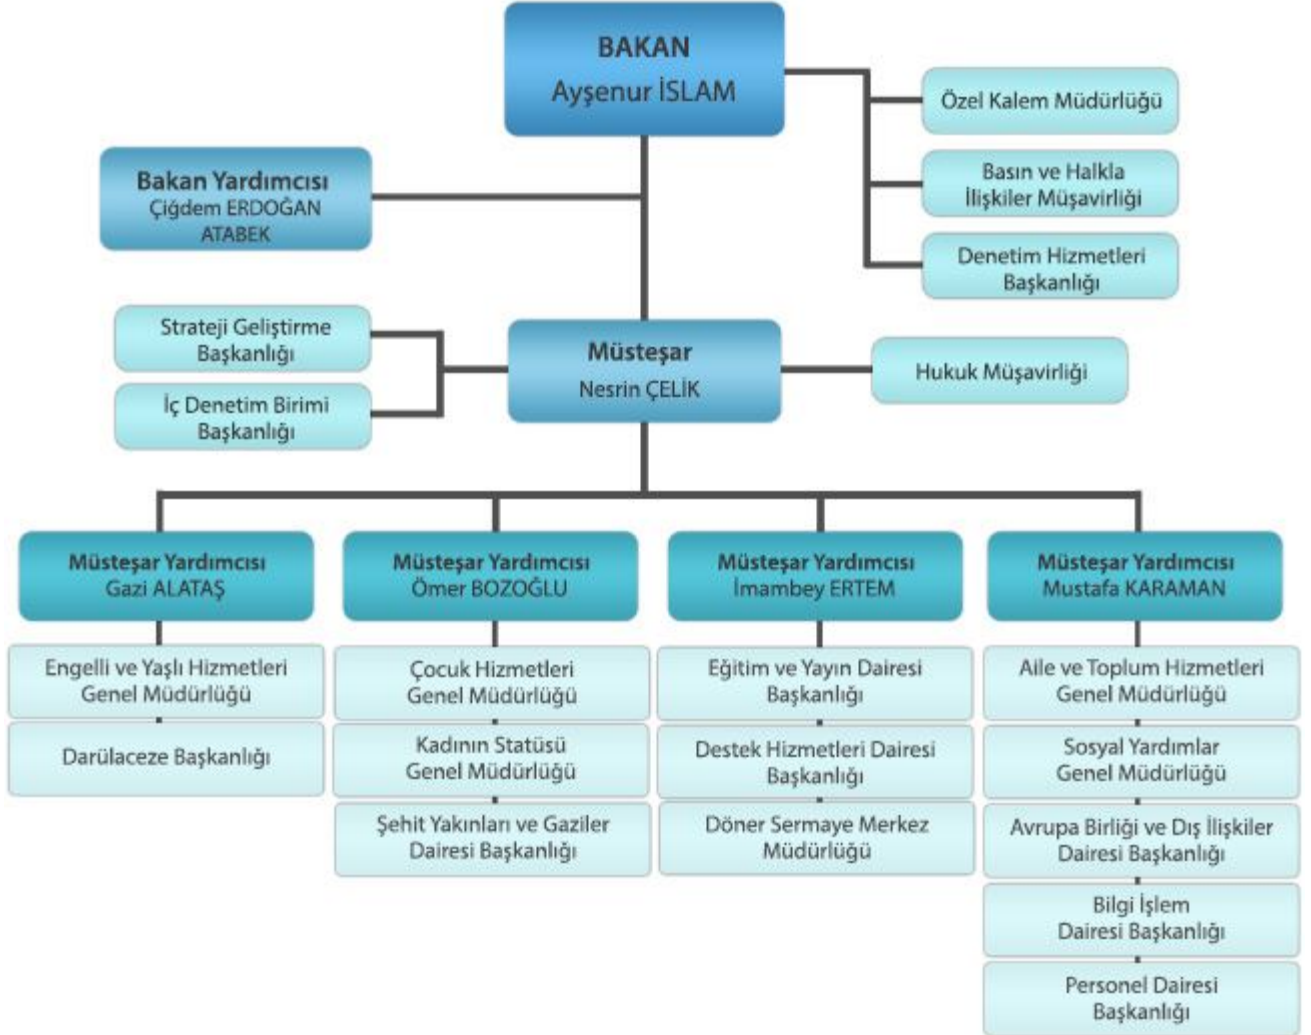 BAKAN
Ayşenur İSLAM
Özel Kalem Müdürlüğü
Basın ve Halkla
İlişkiler Müşavirliği
Denetim Hizmetleri
Başkanlığı
Bakan Yardımcısı
Çiğdem ERDOĞAN
ATABEK
Strateji Geliştirme
Başkanlığı
İç Denetim Birimi
Başkanlığı
Müsteşar
Nesrin ÇELİK
Hukuk Müşavirliği
Müsteşar Yardımcısı
Gazi ALATAŞ
Engelli ve Yaşlı Hizmetleri
Genel Müdürlüğü
Darülaceze Başkanlığı
Müsteşar Yardımcısı
Ömer BOZOĞLU
Çocuk Hizmetleri
Genel Müdürlüğü
Kadının Statüsü
Genel Müdürlüğü
Şehit Yakınları ve Gaziler
Dairesi Başkanlığı
Müsteşar Yardımcısı
İmambey ERTEM
Eğitim ve Yayın Dairesi
Başkanlığı
Destek Hizmetleri Dairesi
Başkanlığı
Döner Sermaye Merkez
Müdürlüğü
Müsteşar Yardımcısı
Mustafa KARAMAN
Aile ve Toplum Hizmetleri
Genel Müdürlüğü
Sosyal Yardımlar
Genel Müdürlüğü
Avrupa Birliği ve Dış İlişkiler
Dairesi Başkanlığı
Bilgi İşlem
Dairesi Başkanlığı
Personel Dairesi
Başkanlığı